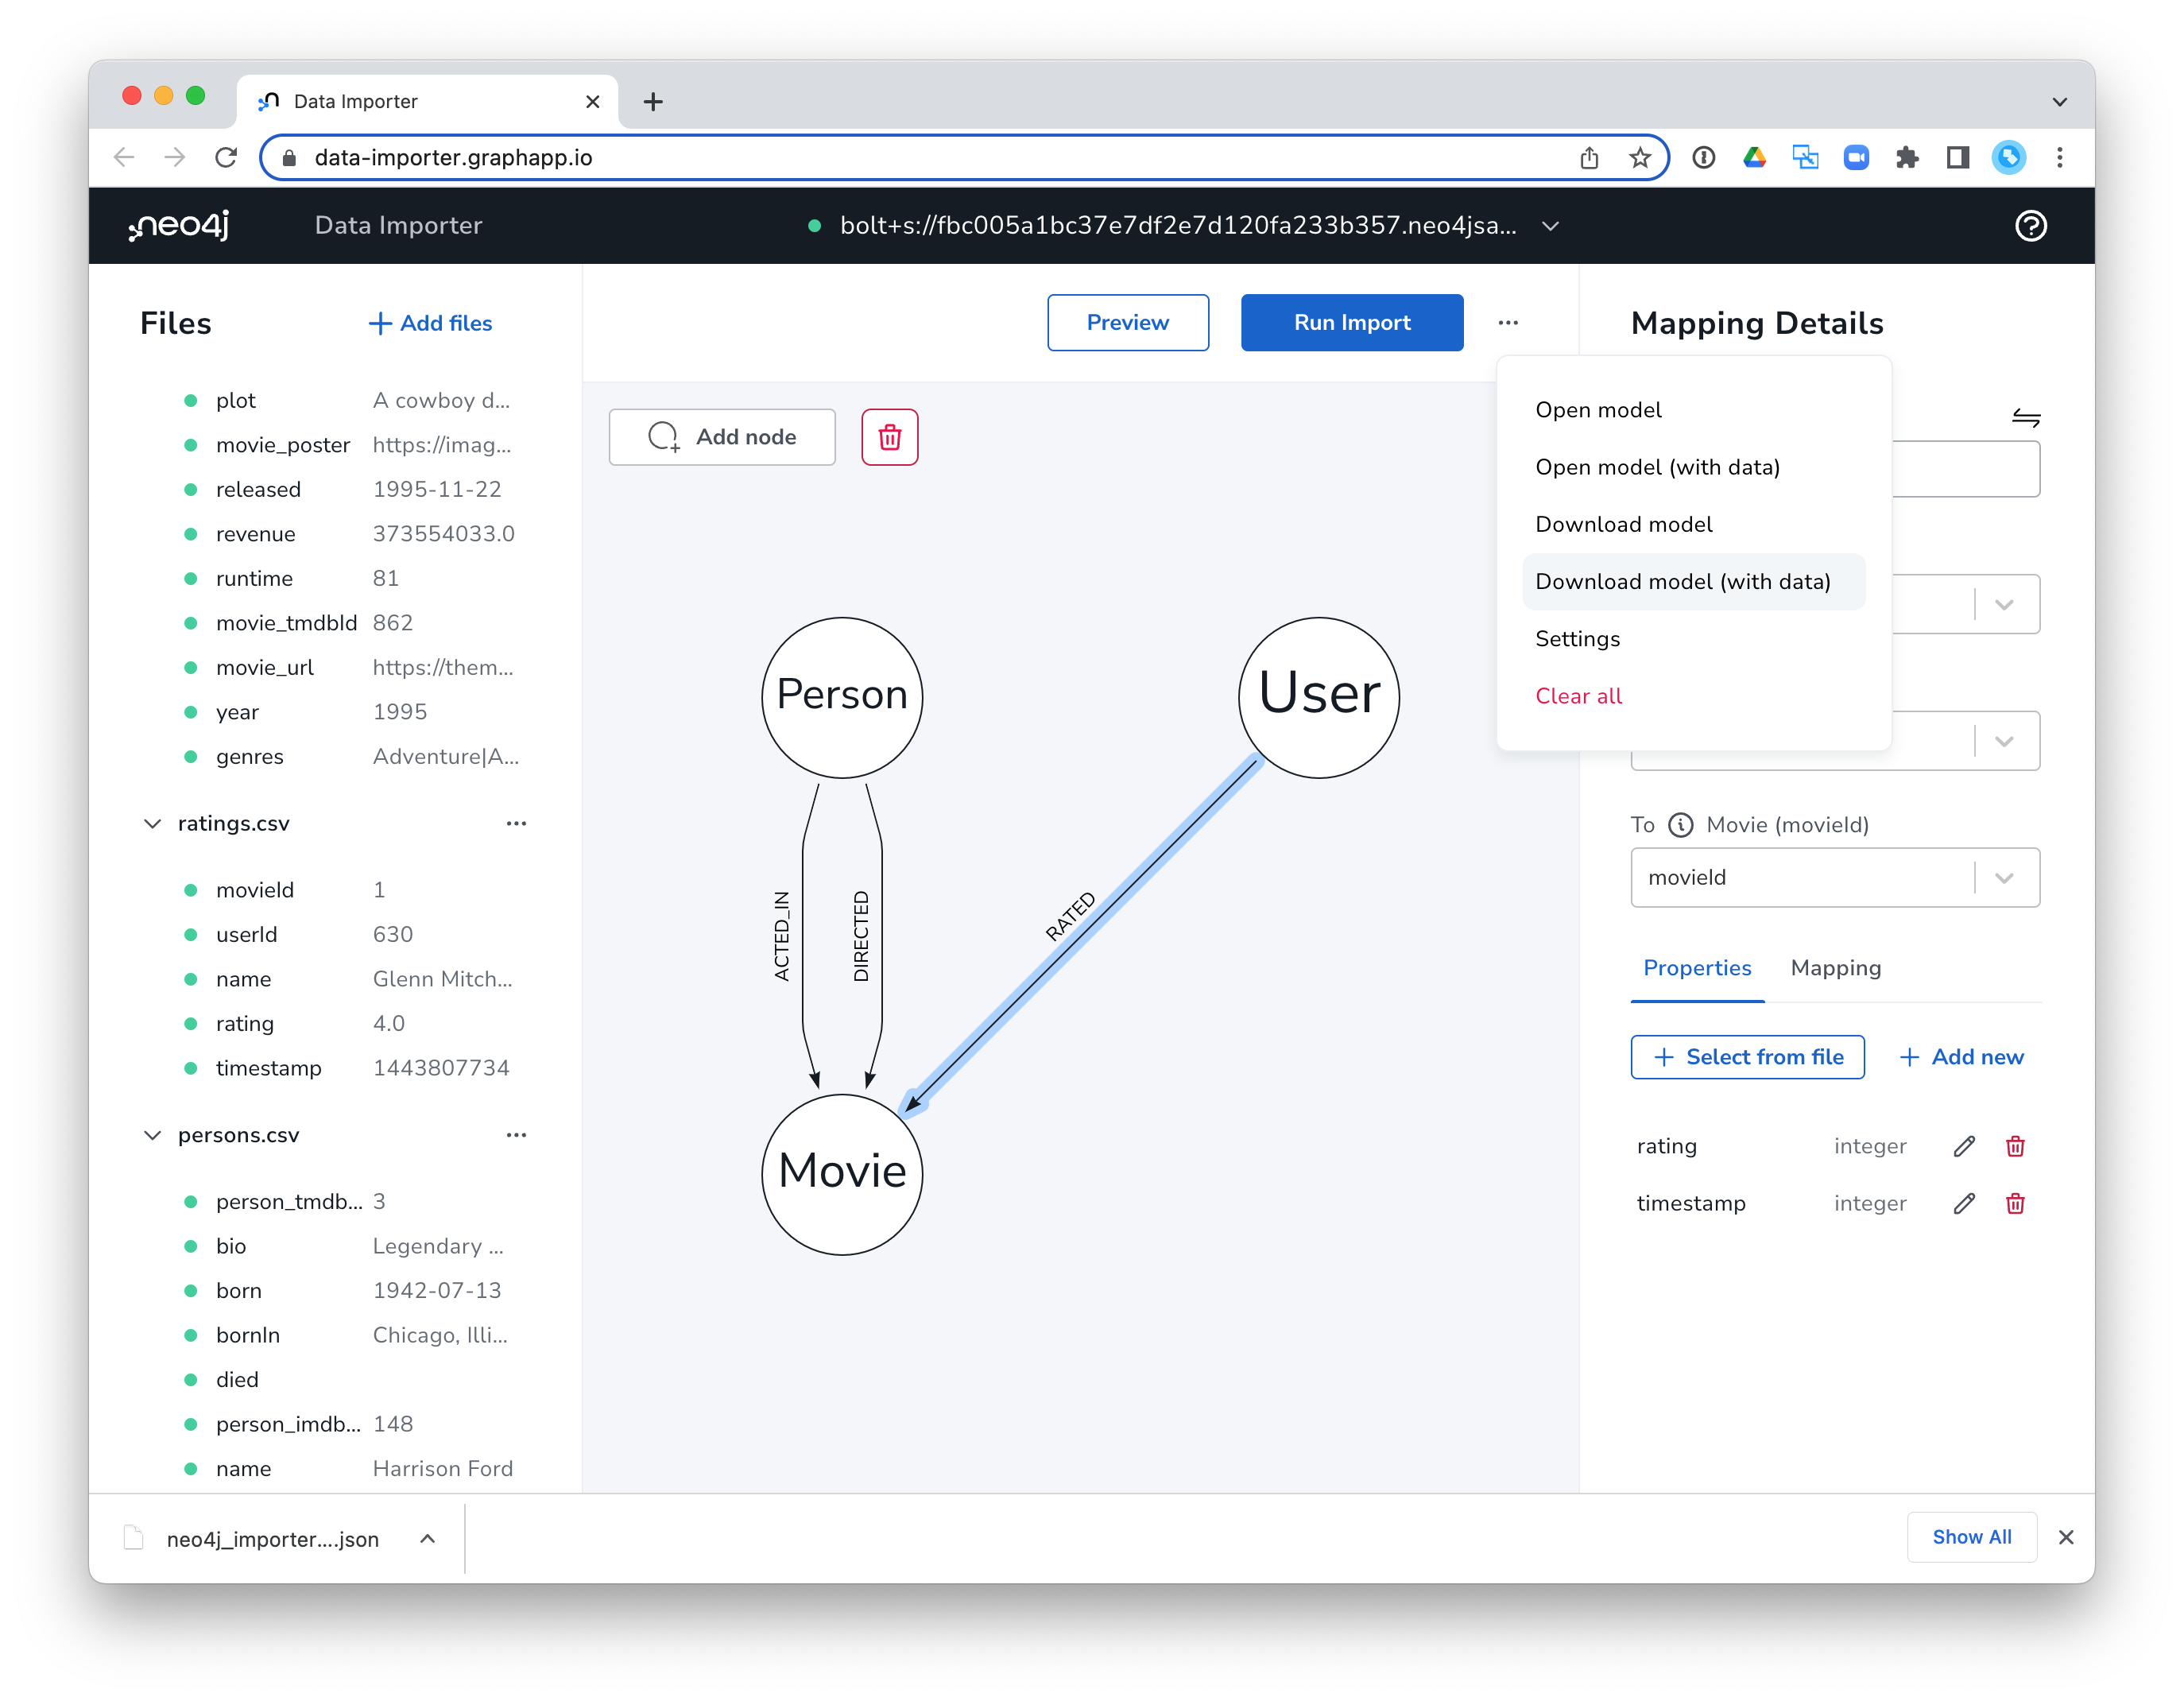 Data Importer
data-importer.graphapp.io
neo4j
Data Importer
bolt+s://fbc005a1bc37e7df2e7d120fa233b357.neo4jsa...
Files
Add files
plot A cowboy d...
movie_poster https://imag...
released 1995-11-22
revenue 373554033.0
runtime 81
movie_tmdbId 862
movie_url https://them...
year 1995
genres Adventure|A...
ratings.csv
movieId 1
userId 630
name Glenn Mitch...
rating 4.0
timestamp 1443807734
persons.csv
person_tmdb... 3
bio Legendary ...
born 1942-07-13
bornIn Chicago, Illi...
died
person_imdb... 148
name Harrison Ford
Preview
Run Import
Add node
Person
User
ACTED_IN
DIRECTED
RATED
Movie
Open model
Open model (with data)
Download model
Download model (with data)
Settings
Clear all
Mapping Details
To Movie (movieId)
movieId
Properties Mapping
Select from file
Add new
rating integer
timestamp integer
neo4j_importer....json
Show All